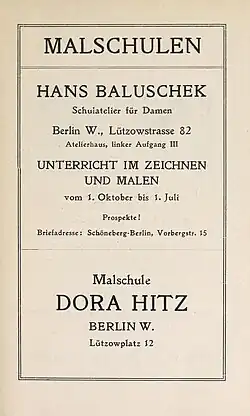 MALSCHULEN
HANS BALUSCHEK
Schulatelier für Damen
Berlin W., Lützowstrasse 82
Atelierhaus, linker Aufgang III
UNTERRICHT IM ZEICHNEN
UND MALEN
vom 1. Oktober bis 1. Juli
Prospekte!
Briefadresse: Schöneberg-Berlin, Vorbergstr. 15
Malschule
DORA HITZ
BERLIN W.
Lützowplatz 12